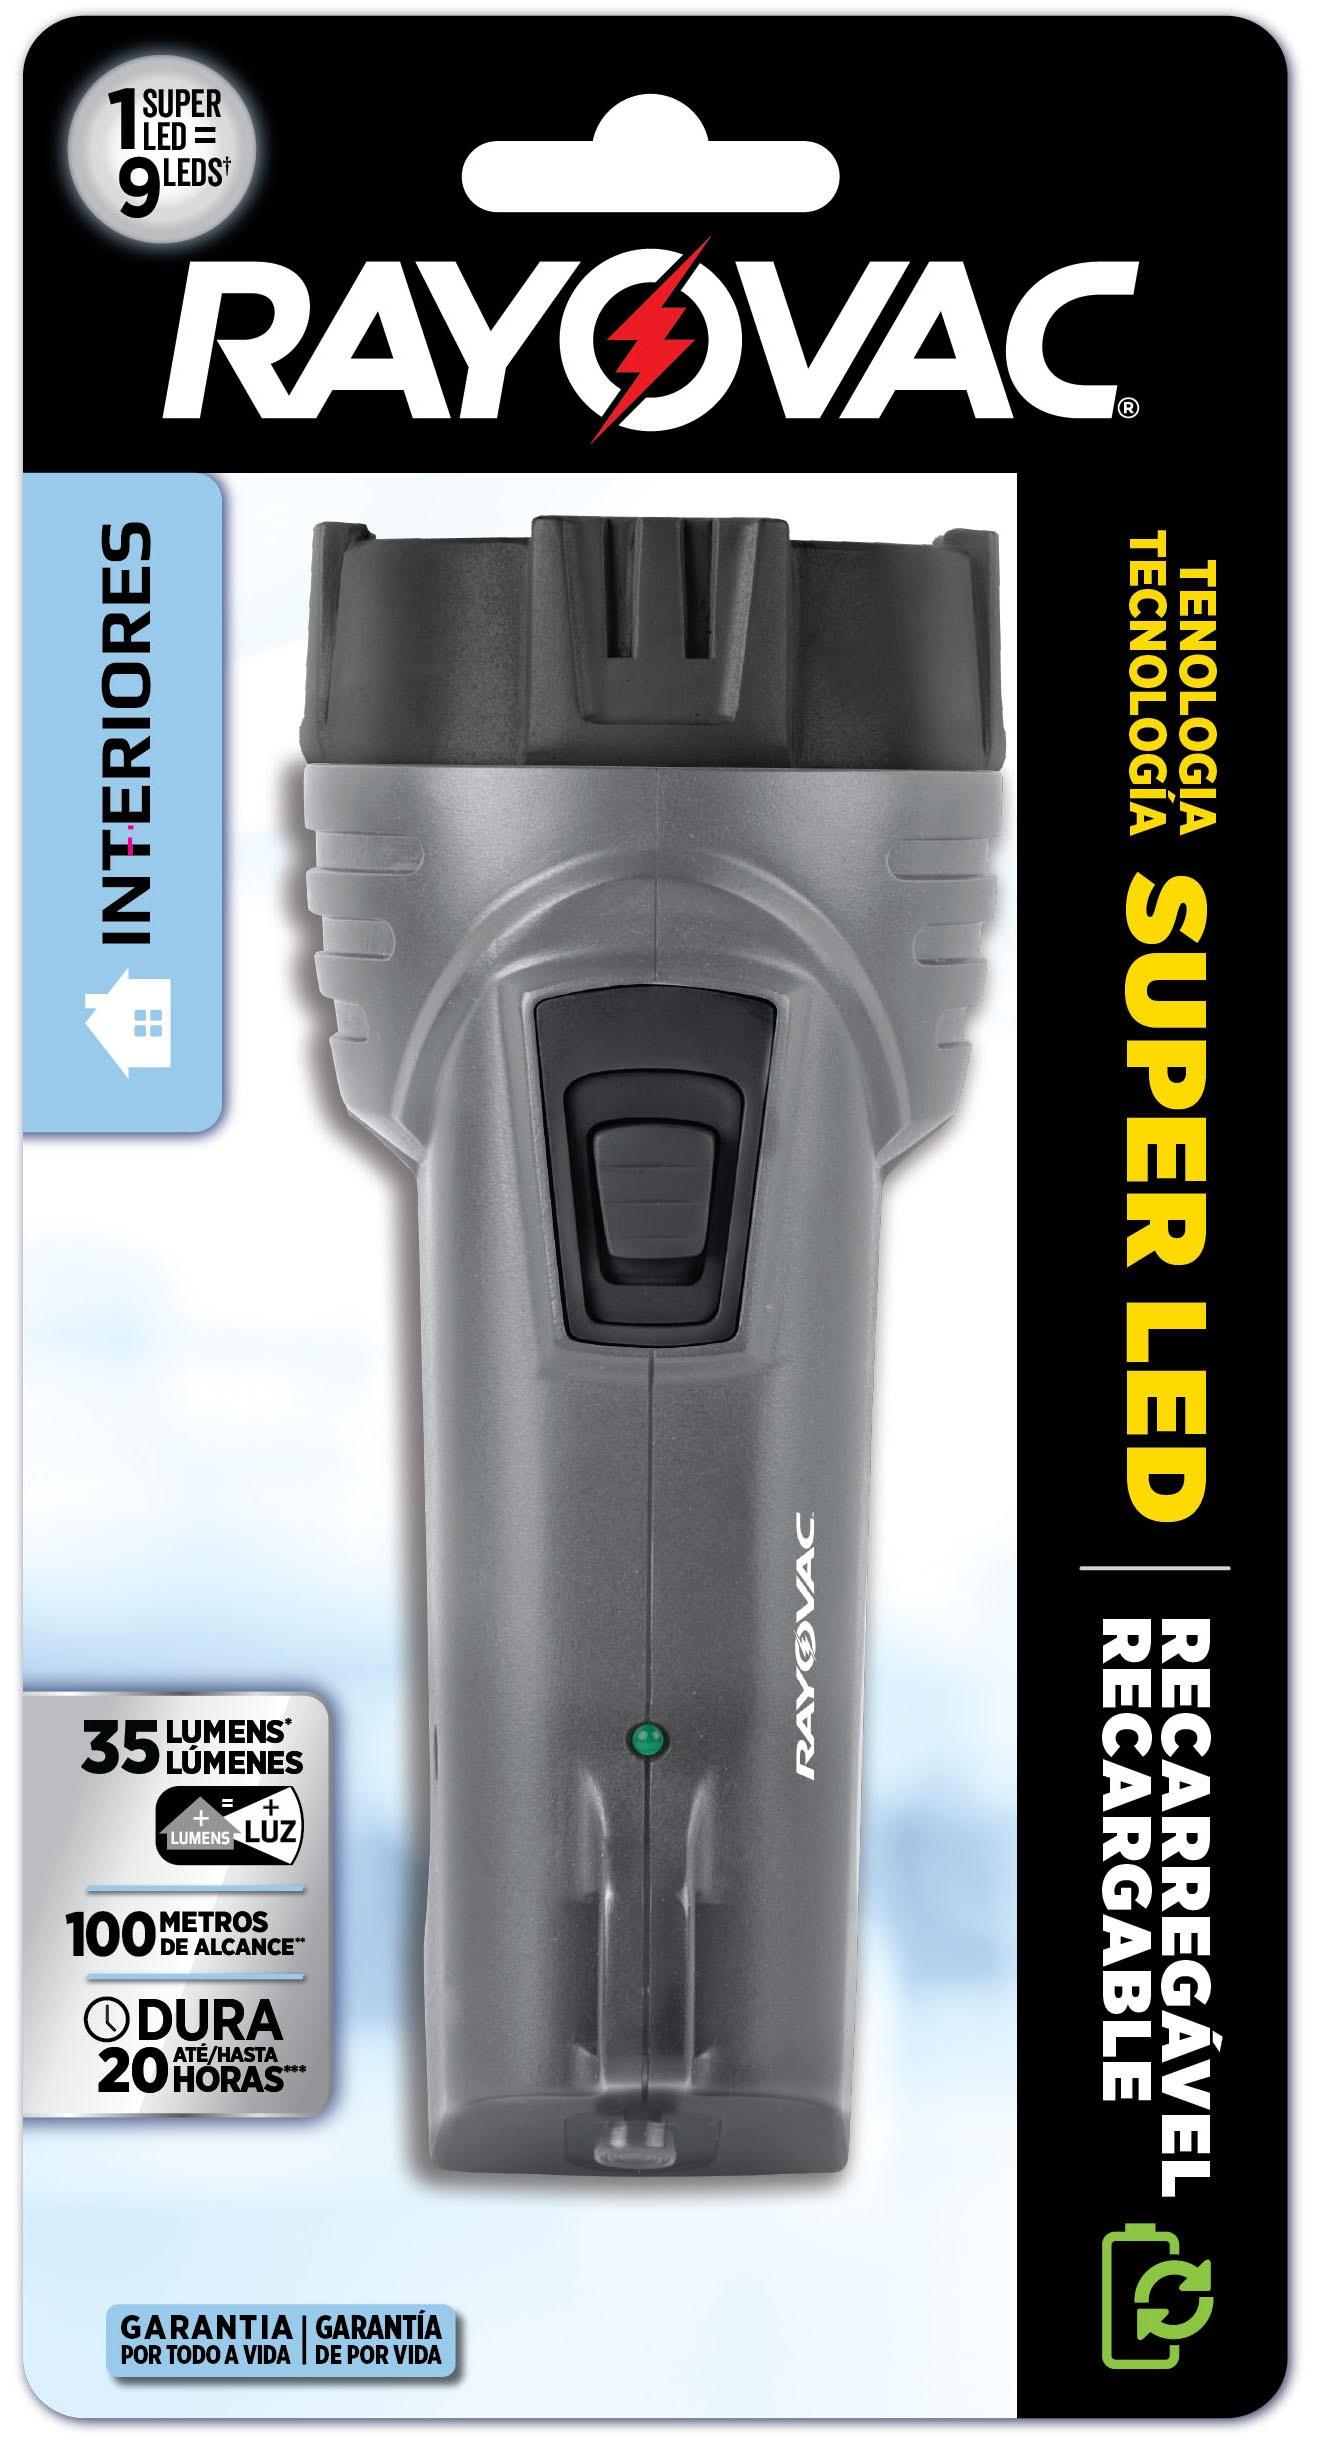 1 SUPER
LED =
9 LEDS†
RAYOVAC®
INTERIORES
TENOLOGIA
TECNOLOGÍA
SUPER LED
RECARREGÁVEL
RECARGABLE
RAYOVAC
35 LUMENS*
LÚMENES
+ LUMENS = + LUZ
100 METROS
DE ALCANCE**
DURA
20 ATÉ/HASTA
HORAS***
GARANTIA
POR TODO A VIDA
GARANTÍA
DE POR VIDA